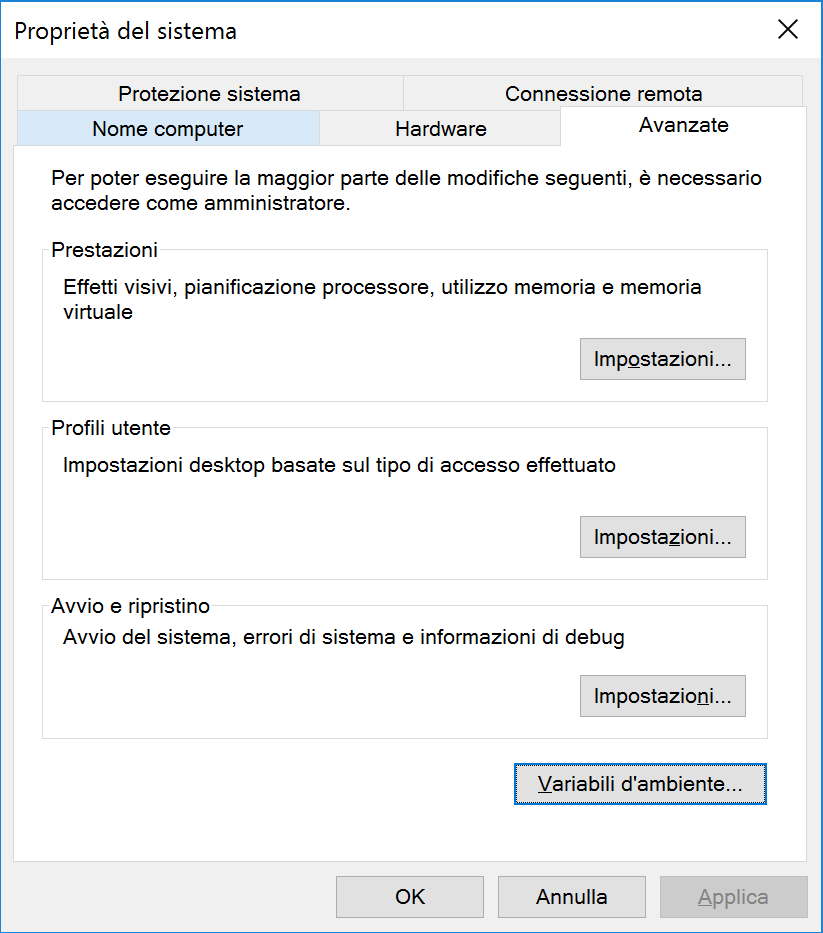 Proprietà del sistema
Protezione sistema
Connessione remota
Nome computer
Hardware
Avanzate
Per poter eseguire la maggior parte delle modifiche seguenti, è necessario
accedere come amministratore.
Prestazioni
Effetti visivi, pianificazione processore, utilizzo memoria e memoria
virtuale
Impostazioni...
Profili utente
Impostazioni desktop basate sul tipo di accesso effettuato
Impostazioni...
Avvio e ripristino
Avvio del sistema, errori di sistema e informazioni di debug
Impostazioni...
Variabili d'ambiente...
OK
Annulla
Applica